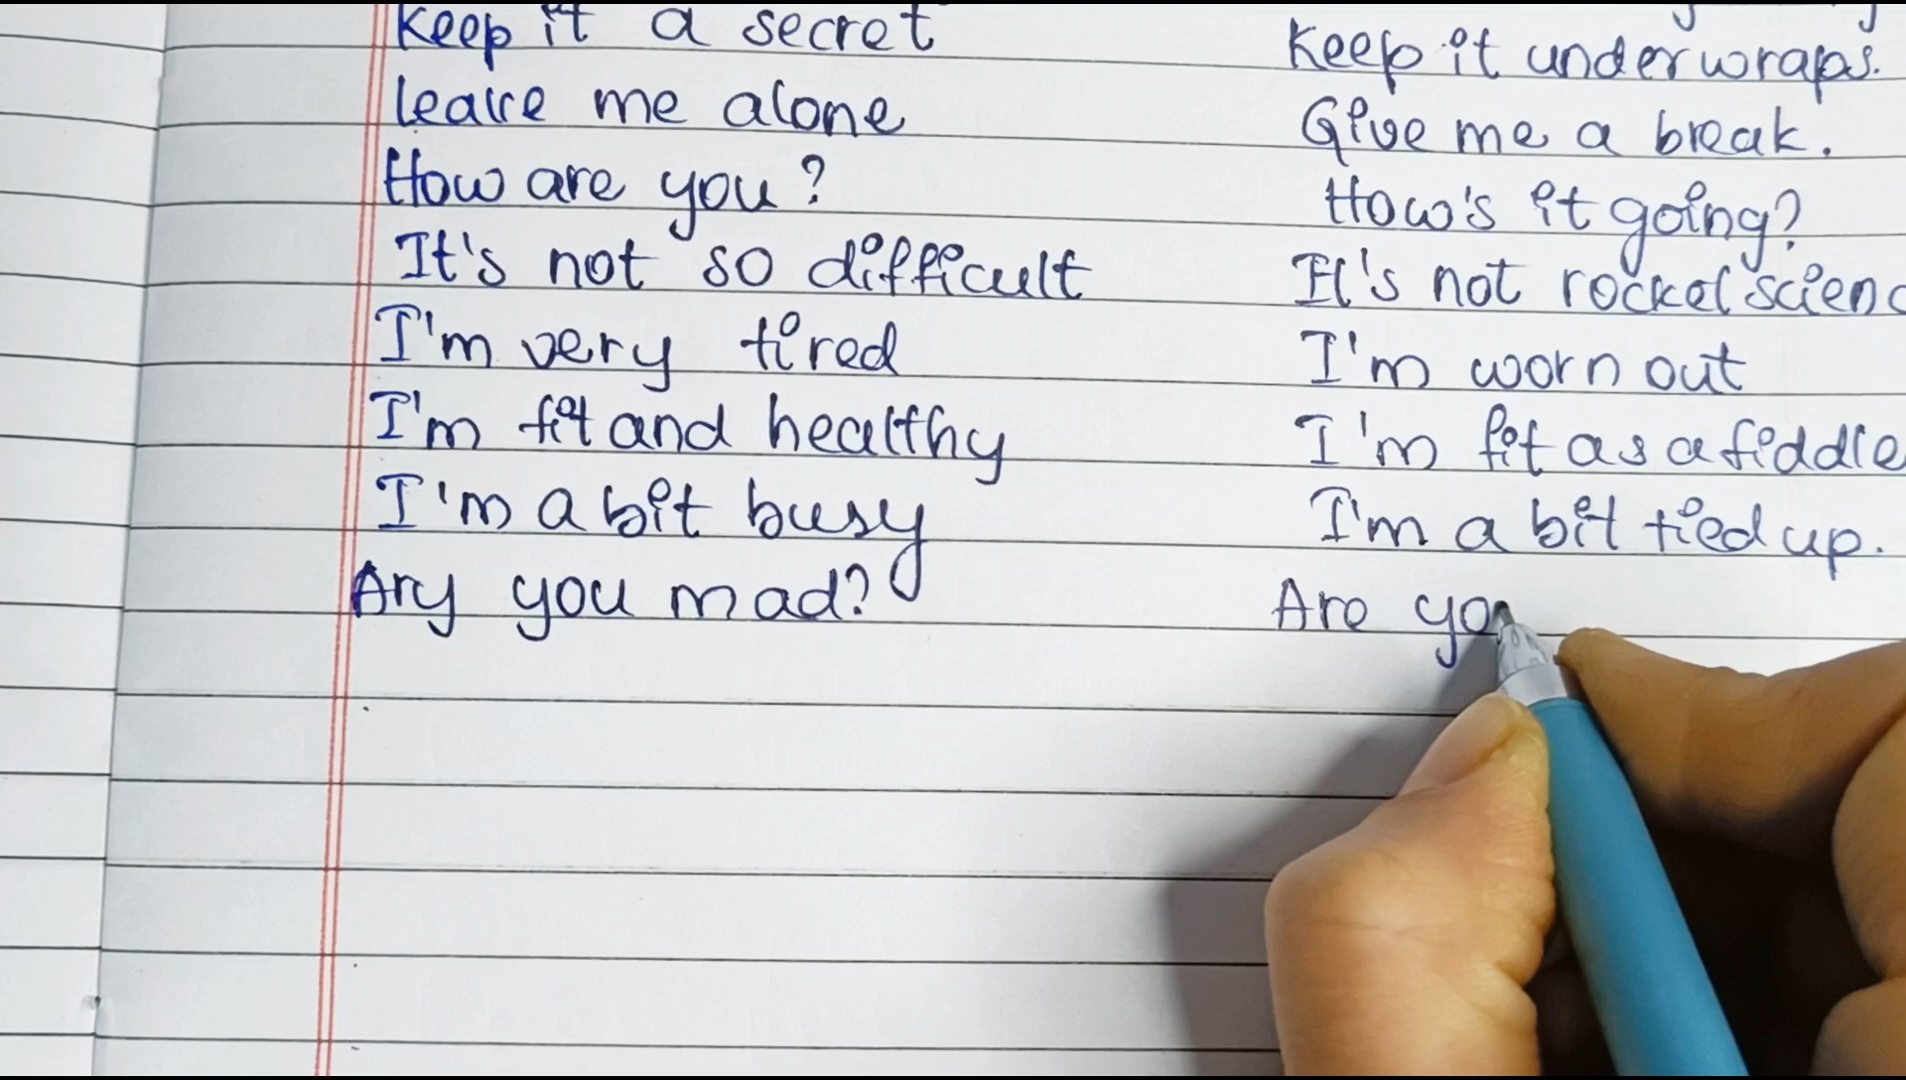 Keep it a secret Keep it under wraps.
leave me alone Give me a break.
How are you? How's it going?
It's not so difficult It's not rocket scienc
I'm very tired I'm worn out
I'm fit and healthy I'm fit as a fiddle
I'm a bit busy I'm a bit tied up.
Ary you mad? Are yo